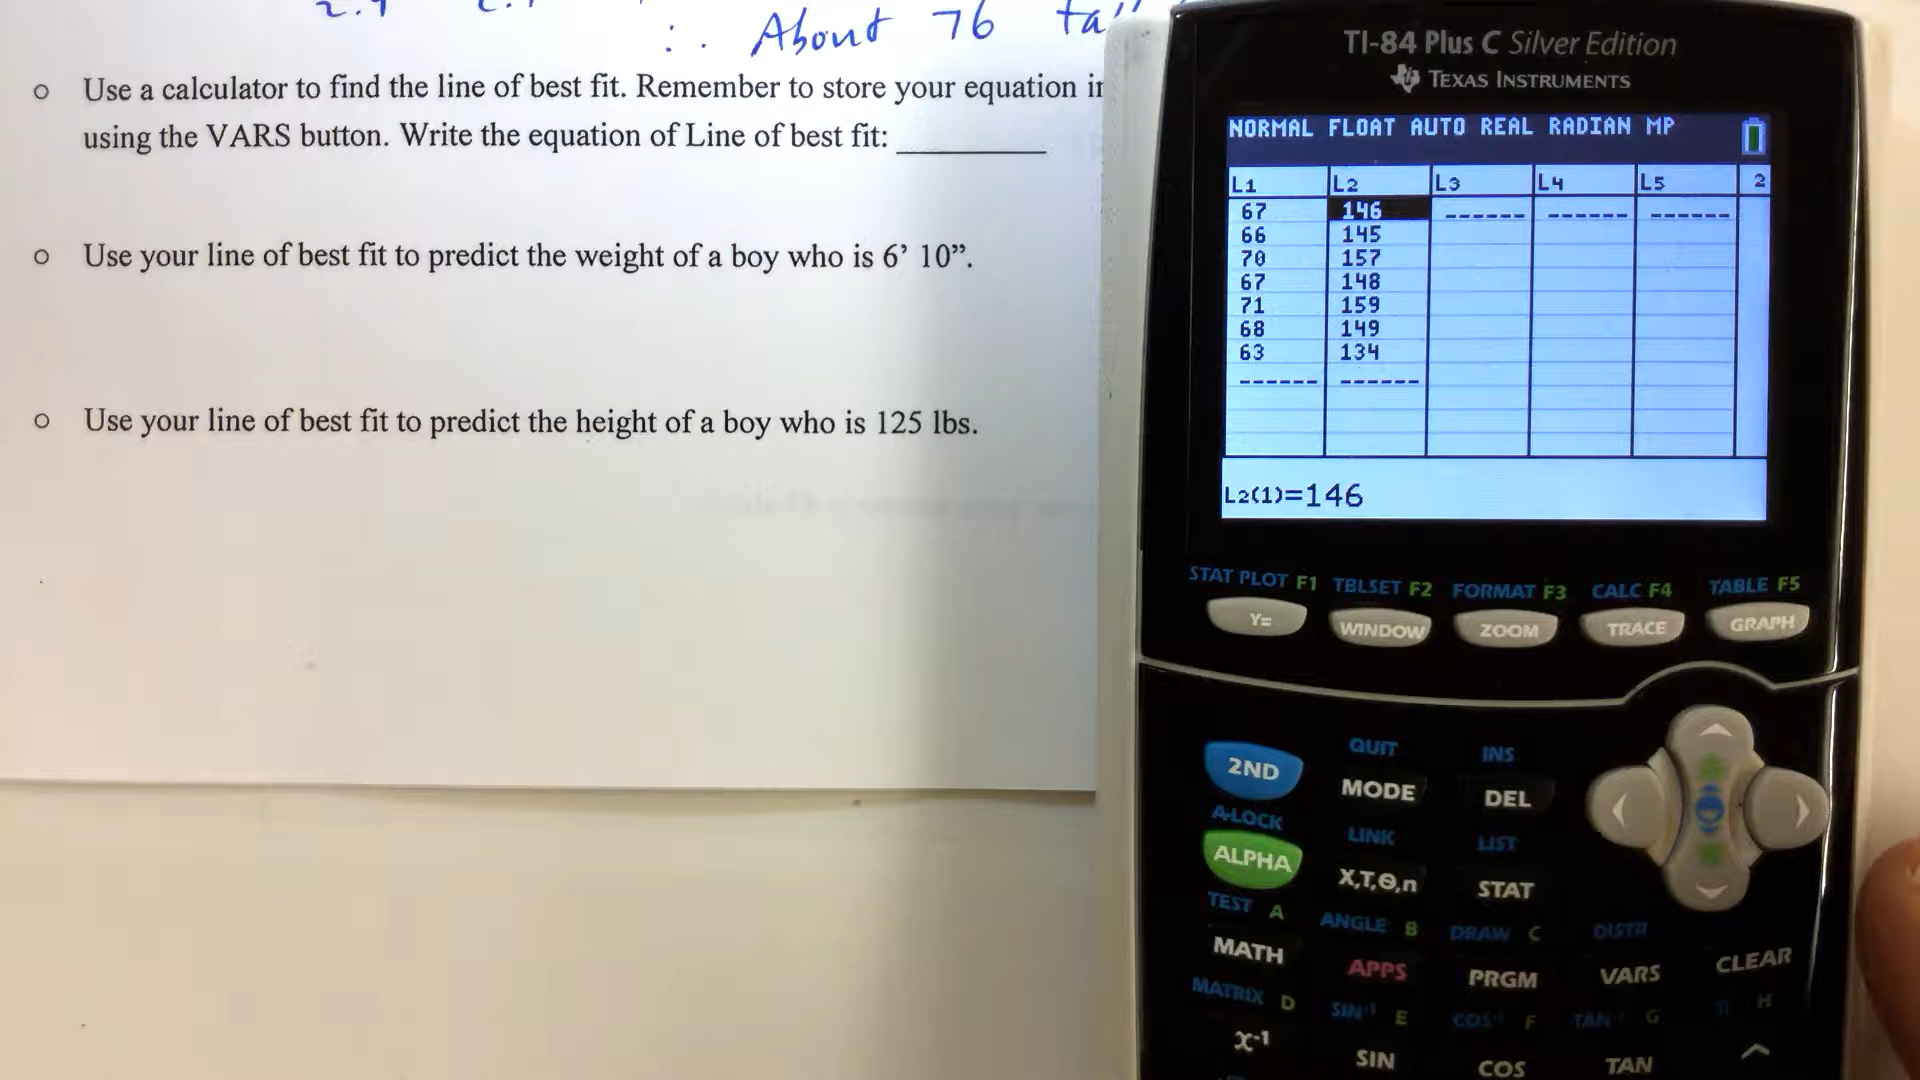 : . About 76
Use a calculator to find the line of best fit. Remember to store your equation
using the VARS button. Write the equation of Line of best fit: __________
Use your line of best fit to predict the weight of a boy who is 6’ 10”.
Use your line of best fit to predict the height of a boy who is 125 lbs.
TI-84 Plus C Silver Edition
TEXAS INSTRUMENTS
NORMAL FLOAT AUTO REAL RADIAN MP
L1 L2 L3 L4 L5 2
67 146 ------ ------ ------
66 145
70 157
67 148
71 159
68 149
63 134
------ ------
L2(1)=146
STAT PLOT F1 TBLSET F2 FORMAT F3 CALC F4 TABLE F5
Y= WINDOW ZOOM TRACE GRAPH
QUIT INS
2ND MODE DEL
A-LOCK LINK LIST
ALPHA X,T,Θ,n STAT
TEST A ANGLE B DRAW C DISTR
MATH APPS PRGM VARS CLEAR
MATRIX D SIN⁻¹ E COS⁻¹ F TAN⁻¹ G H
x⁻¹ SIN COS TAN ^